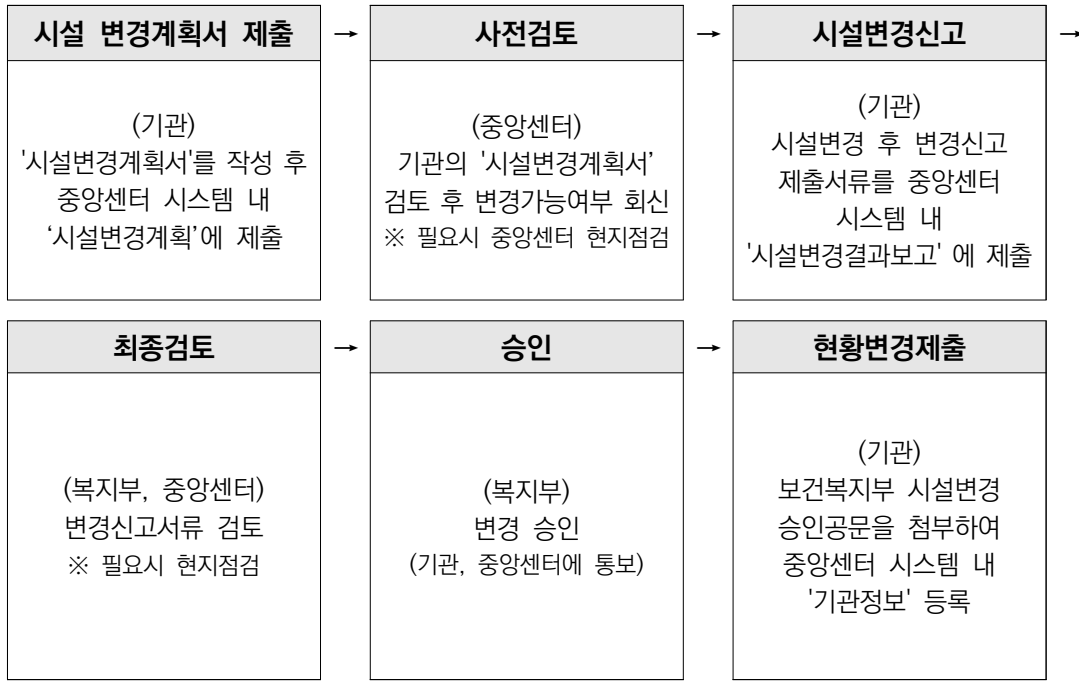 시설 변경계획서 제출 → 사전검토 → 시설변경신고 →
(기관)
'시설변경계획서'를 작성 후
중앙센터 시스템 내
‘시설변경계획’에 제출
(중앙센터)
기관의 '시설변경계획서’
검토 후 변경가능여부 회신
※ 필요시 중앙센터 현지점검
(기관)
시설변경 후 변경신고
제출서류를 중앙센터
시스템 내
'시설변경결과보고' 에 제출
최종검토 → 승인 → 현황변경제출
(복지부, 중앙센터)
변경신고서류 검토
※ 필요시 현지점검
(복지부)
변경 승인
(기관, 중앙센터에 통보)
(기관)
보건복지부 시설변경
승인공문을 첨부하여
중앙센터 시스템 내
'기관정보' 등록